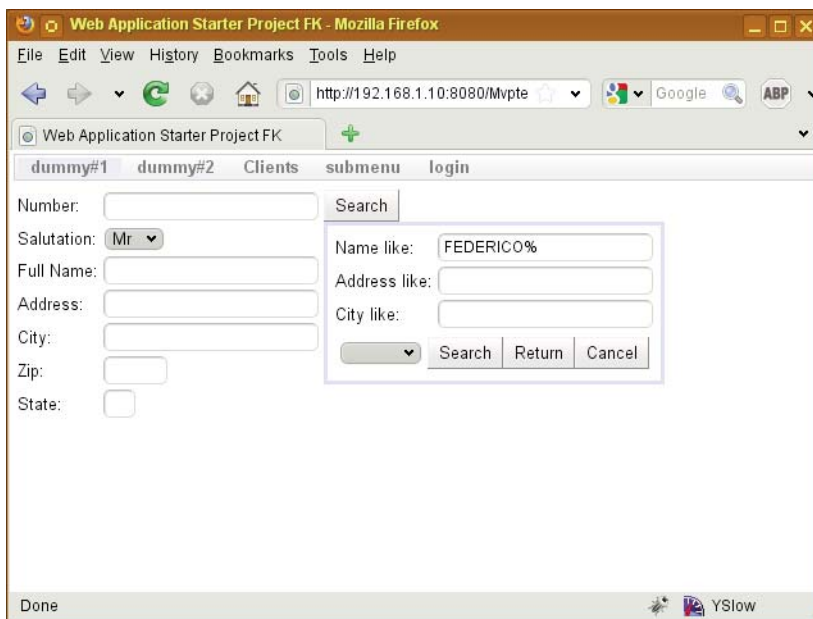 Web Application Starter Project FK - Mozilla Firefox
File Edit View History Bookmarks Tools Help
http://192.168.1.10:8080/Mvpte Google ABP
Web Application Starter Project FK
dummy#1 dummy#2 Clients submenu login
Number: Search
Salutation: Mr
Name like: FEDERICO%
Full Name:
Address like:
Address:
City like:
City:
Search Return Cancel
Zip:
State:
Done YSlow